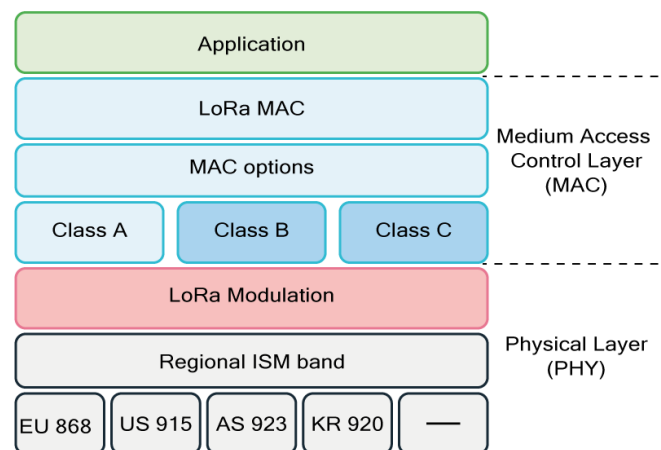 Application
LoRa MAC
MAC options
Class A
Class B
Class C
Medium Access
Control Layer
(MAC)
LoRa Modulation
Regional ISM band
EU 868
US 915
AS 923
KR 920
—
Physical Layer
(PHY)